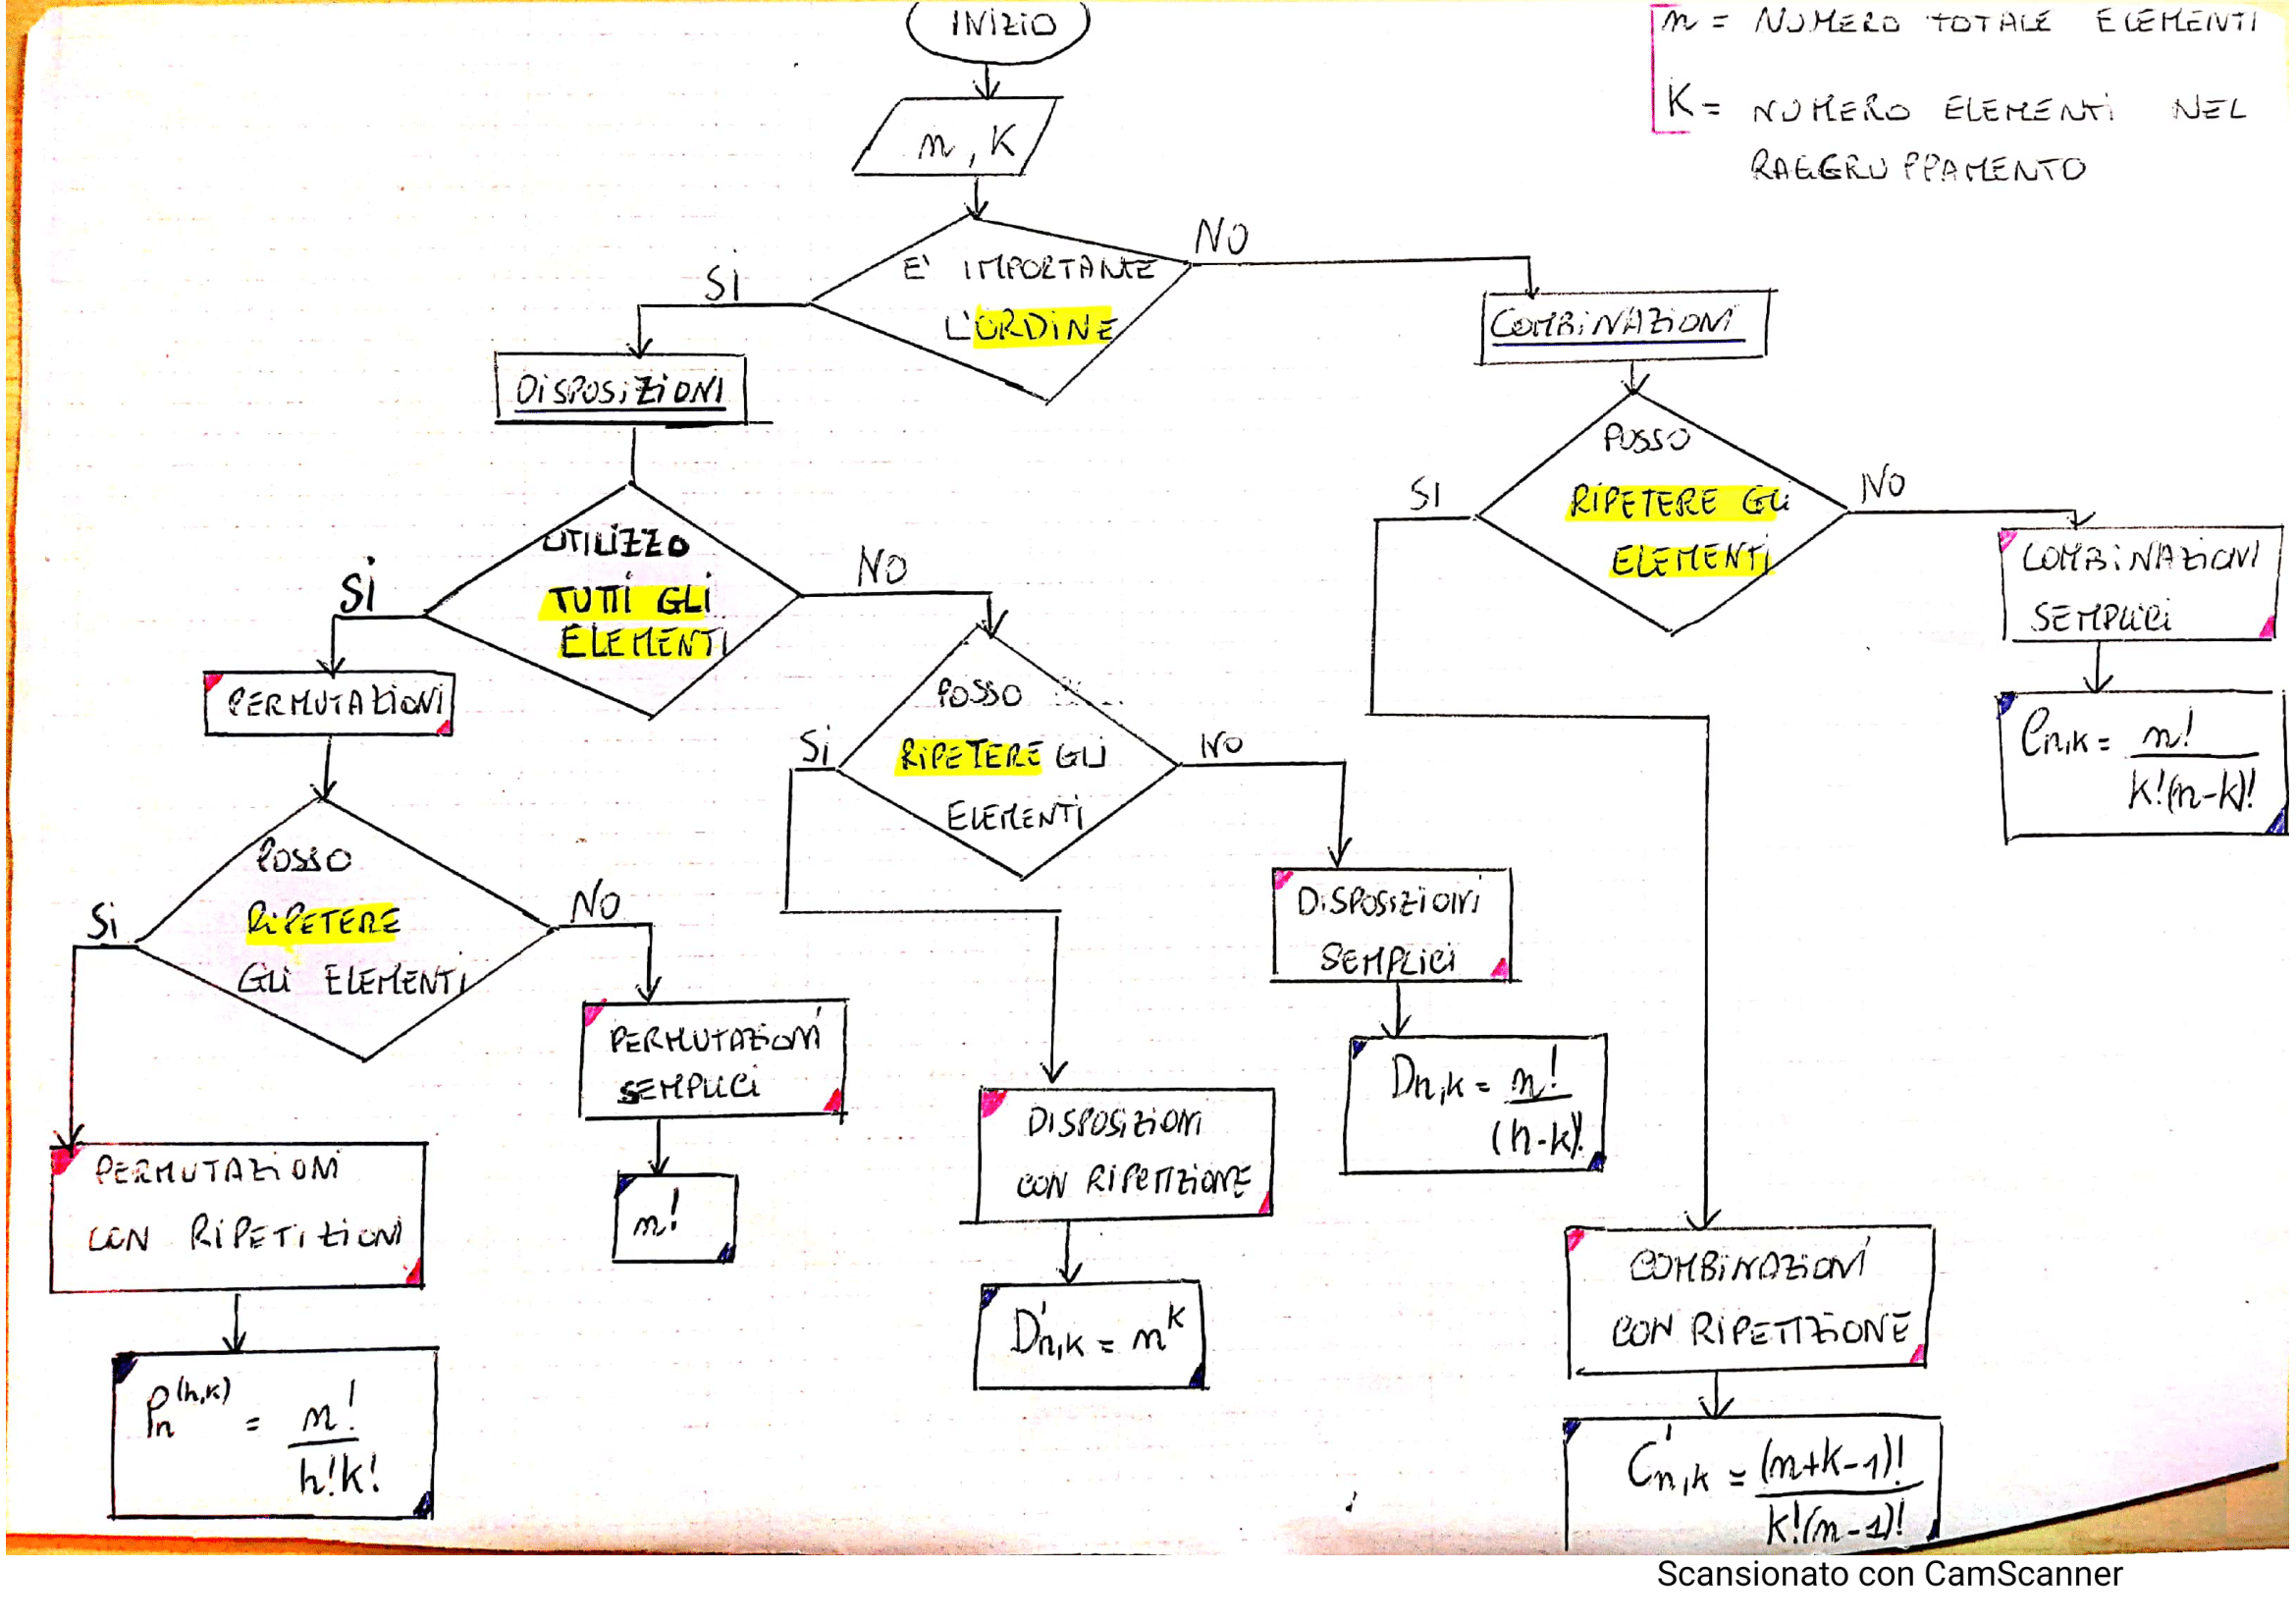 INIZIO
n = NUMERO TOTALE ELEMENTI
K = NUMERO ELEMENTI NEL
RAGGRUPPAMENTO
n, K
E' IMPORTANTE
L'ORDINE
SI
NO
DISPOSIZIONI
COMBINAZIONI
UTILIZZO
TUTTI GLI
ELEMENTI
SI
NO
POSSO
RIPETERE GLI
ELEMENTI
SI
NO
COMBINAZIONI
SEMPLICI
Cn,k = n!
K!(n-k)!
PERMUTAZIONI
POSSO
RIPETERE GLI
ELEMENTI
SI
NO
POSSO
RIPETERE
GLI ELEMENTI
SI
NO
DISPOSIZIONI
SEMPLICI
Dn,k = n!
(n-k)!
PERMUTAZIONI
SEMPLICI
n!
PERMUTAZIONI
CON RIPETIZIONI
Pn(h,k) = n!
h!k!
DISPOSIZIONI
CON RIPETIZIONE
D'n,k = n^K
COMBINAZIONI
CON RIPETIZIONE
C'n,k = (n+k-1)!
k!(n-1)!
Scansionato con CamScanner